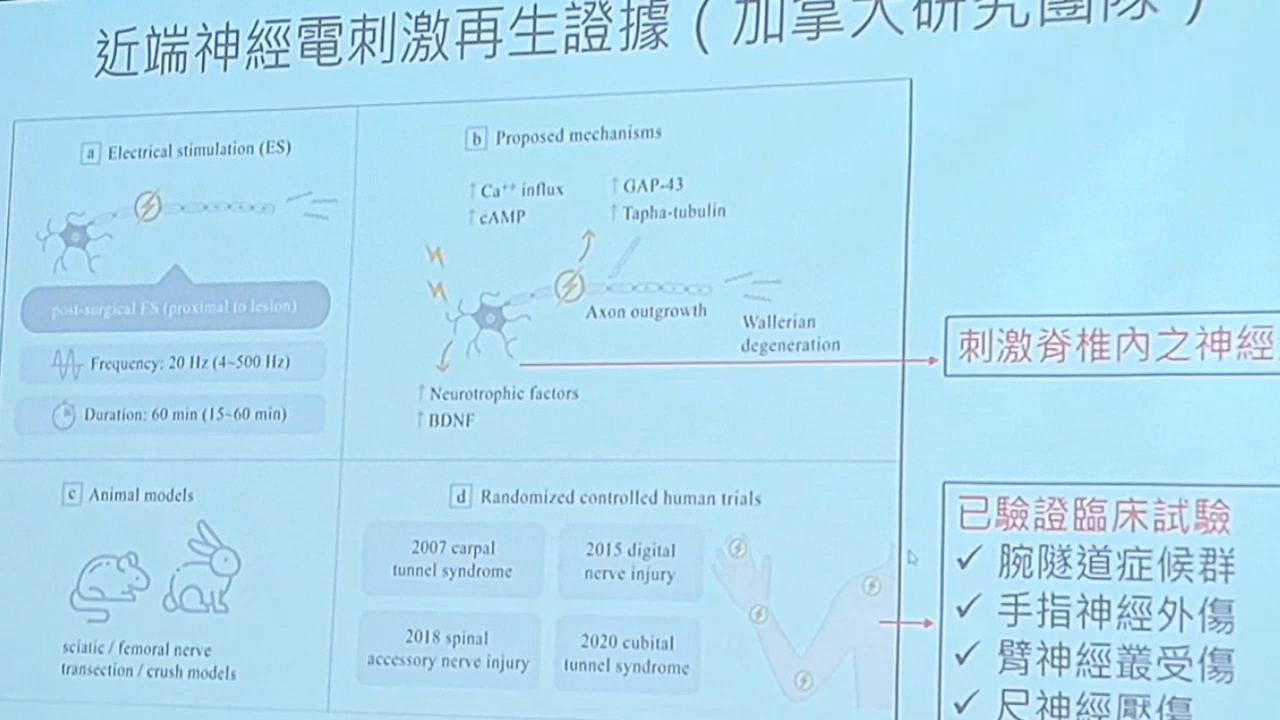 近端神經電刺激再生證據（加拿大研究團隊）
a Electrical stimulation (ES)
post-surgical ES (proximal to lesion)
Frequency: 20 Hz (4~500 Hz)
Duration: 60 min (15~60 min)
b Proposed mechanisms
↑ Ca⁺⁺ influx
↑ cAMP
↑ GAP-43
↑ Tapha-tubulin
Axon outgrowth
Wallerian
degeneration
↑ Neurotrophic factors
↑ BDNF
刺激脊椎內之神經
c Animal models
sciatic / femoral nerve
transection / crush models
d Randomized controlled human trials
2007 carpal
tunnel syndrome
2015 digital
nerve injury
2018 spinal
accessory nerve injury
2020 cubital
tunnel syndrome
已驗證臨床試驗
✓ 腕隧道症候群
✓ 手指神經外傷
✓ 臂神經叢受傷
✓ 尺神經壓傷